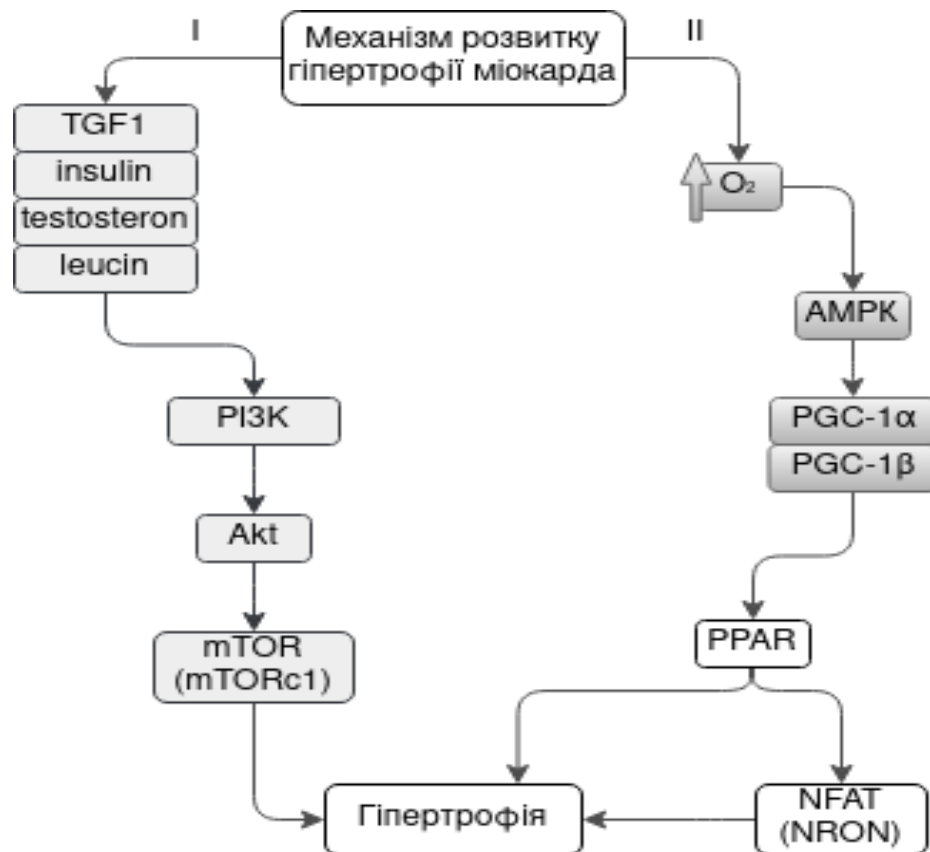 I
Механізм розвитку
гіпертрофії міокарда
II
TGF1
insulin
testosteron
leucin
O₂
АМРК
PI3K
PGC-1α
PGC-1β
Akt
mTOR
(mTORc1)
PPAR
Гіпертрофія
NFAT
(NRON)